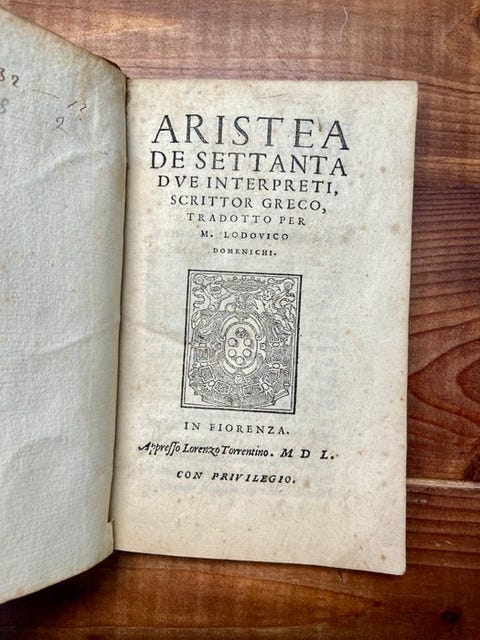 ARISTEA
DE SETTANTA
DVE INTERPRETI,
SCRITTOR GRECO,
TRADOTTO PER
M. LODOVICO
DOMENICHI.
IN FIORENZA.
Appresso Lorenzo Torrentino. M D L.
CON PRIVILEGIO.